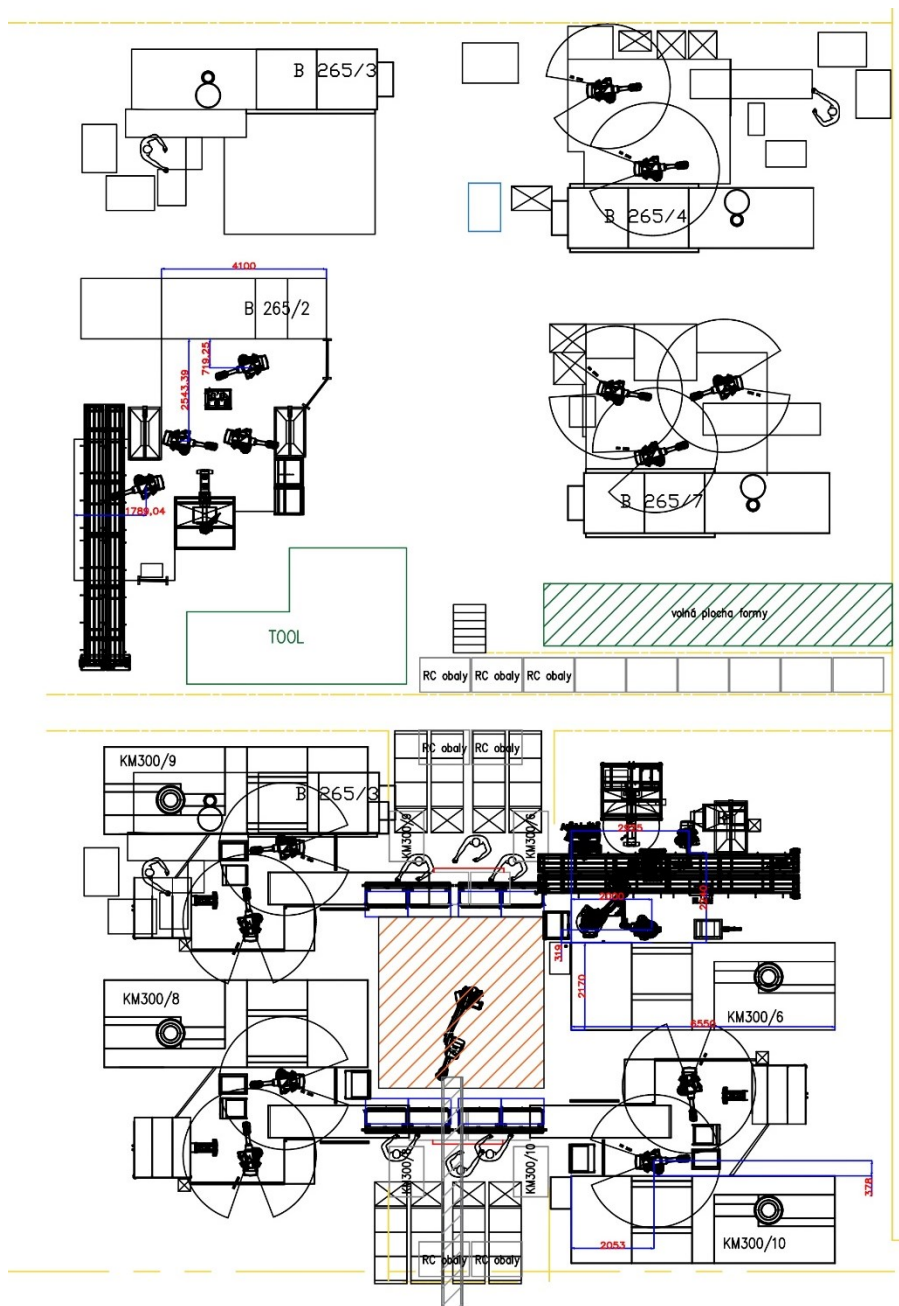 B 265/3
B 265/4
4100
B 265/2
719,25
2543,39
1789,04
B 265/7
TOOL
volná plocha formy
RC obaly
RC obaly
RC obaly
RC obaly
RC obaly
KM300/9
B 265/3
KM300/9
KM300/6
2000
319
2170
KM300/8
KM300/6
6550
KM300/10
378
2053
KM300/10
RC obaly
RC obaly